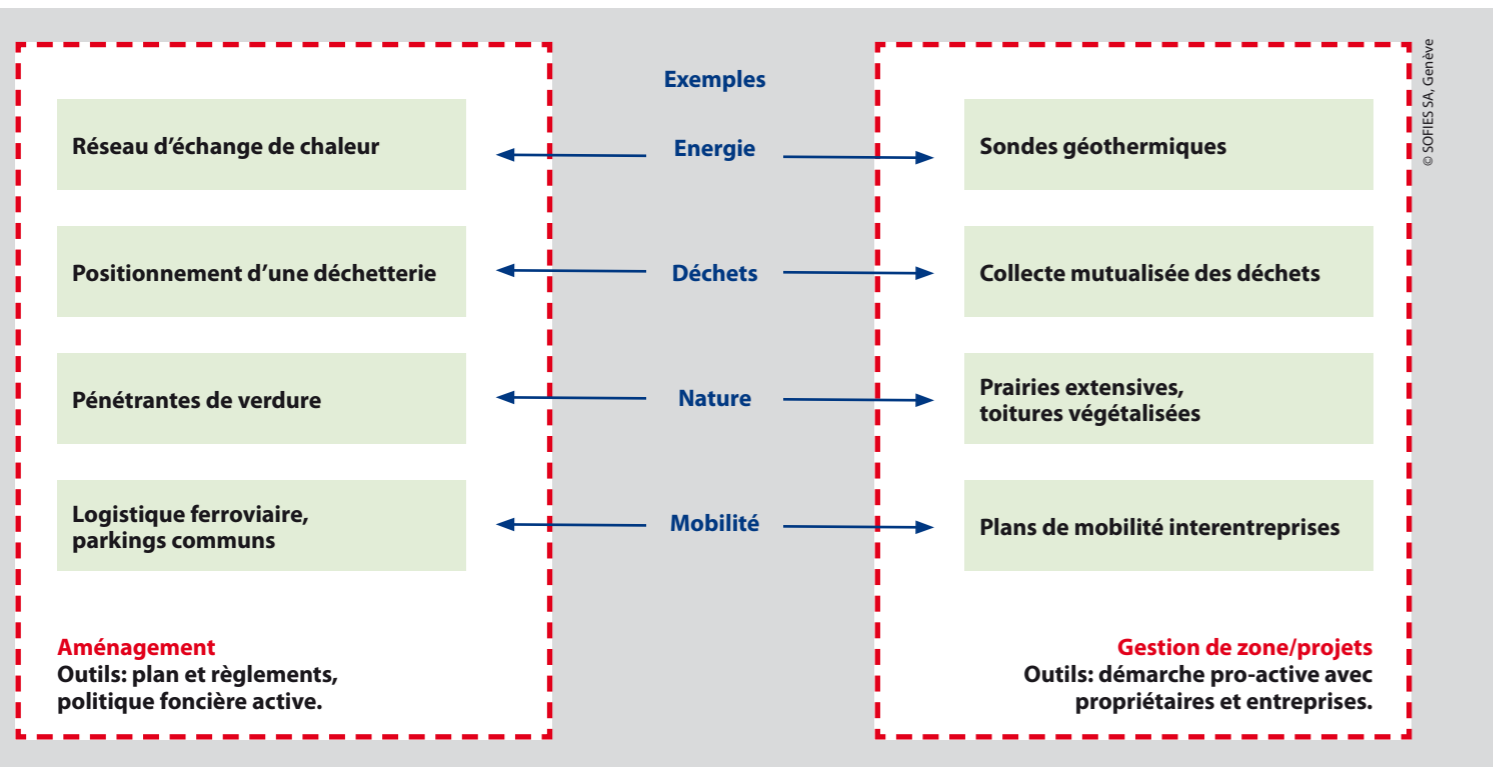 Exemples
Réseau d’échange de chaleur
Energie
Sondes géothermiques
Positionnement d’une déchetterie
Déchets
Collecte mutualisée des déchets
Pénétrantes de verdure
Nature
Prairies extensives,
toitures végétalisées
Logistique ferroviaire,
parkings communs
Mobilité
Plans de mobilité interentreprises
Aménagement
Outils: plan et règlements,
politique foncière active.
Gestion de zone/projets
Outils: démarche pro-active avec
propriétaires et entreprises.
© SOFIES SA, Genève